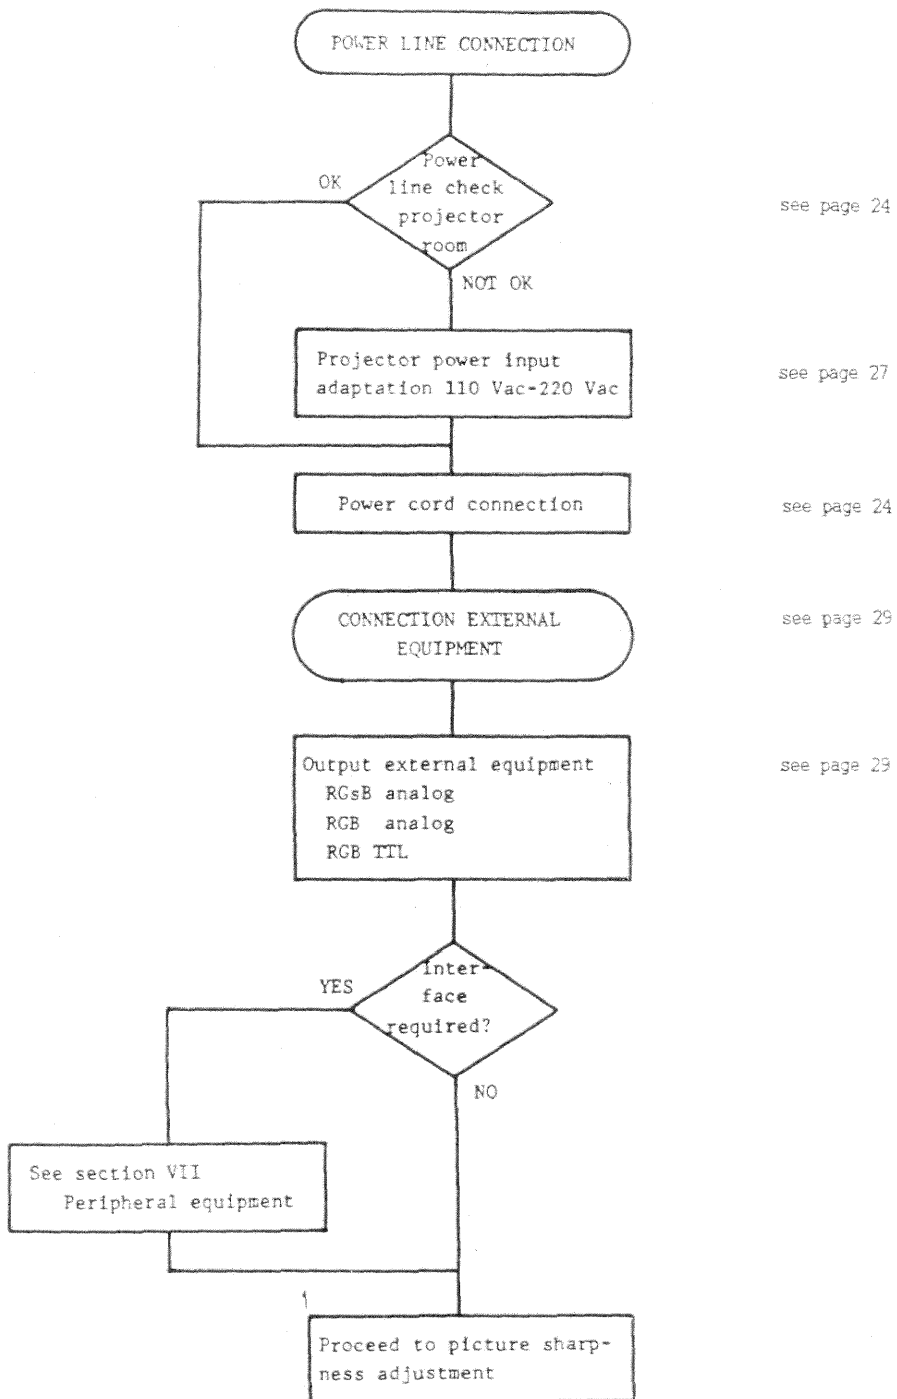 POWER LINE CONNECTION
Power
line check
projector
room
OK
see page 24
NOT OK
Projector power input
adaptation 110 Vac-220 Vac
see page 27
Power cord connection
see page 24
CONNECTION EXTERNAL
EQUIPMENT
see page 29
Output external equipment
RGsB analog
RGB analog
RGB TTL
see page 29
Inter-
face
required?
YES
NO
See section VII
Peripheral equipment
Proceed to picture sharp-
ness adjustment